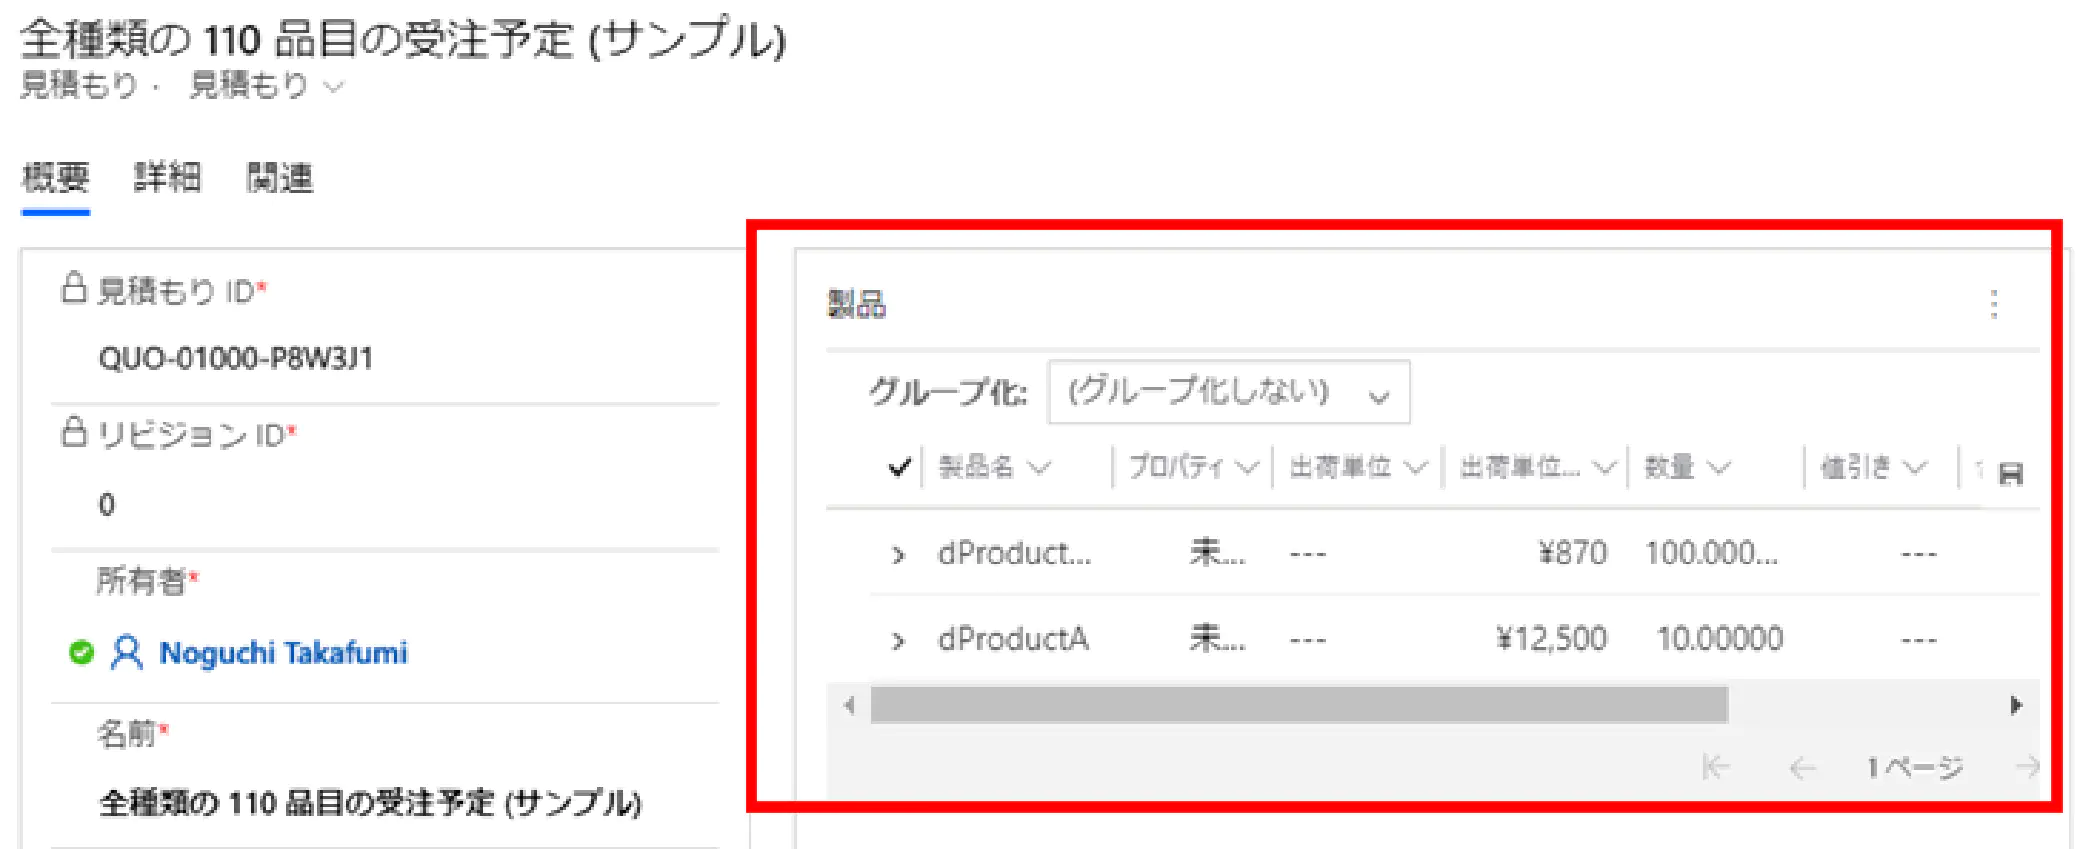 全種類の 110 品目の受注予定 (サンプル)
見積もり · 見積もり
概要 詳細 関連
見積もり ID*
QUO-01000-P8W3J1
リビジョン ID*
0
所有者*
Noguchi Takafumi
名前*
全種類の 110 品目の受注予定 (サンプル)
製品
グループ化: (グループ化しない)
製品名 プロパティ 出荷単位 出荷単位... 数量 値引き
dProduct... 未... --- ¥870 100.000... ---
dProductA 未... --- ¥12,500 10.00000 ---
1 ページ